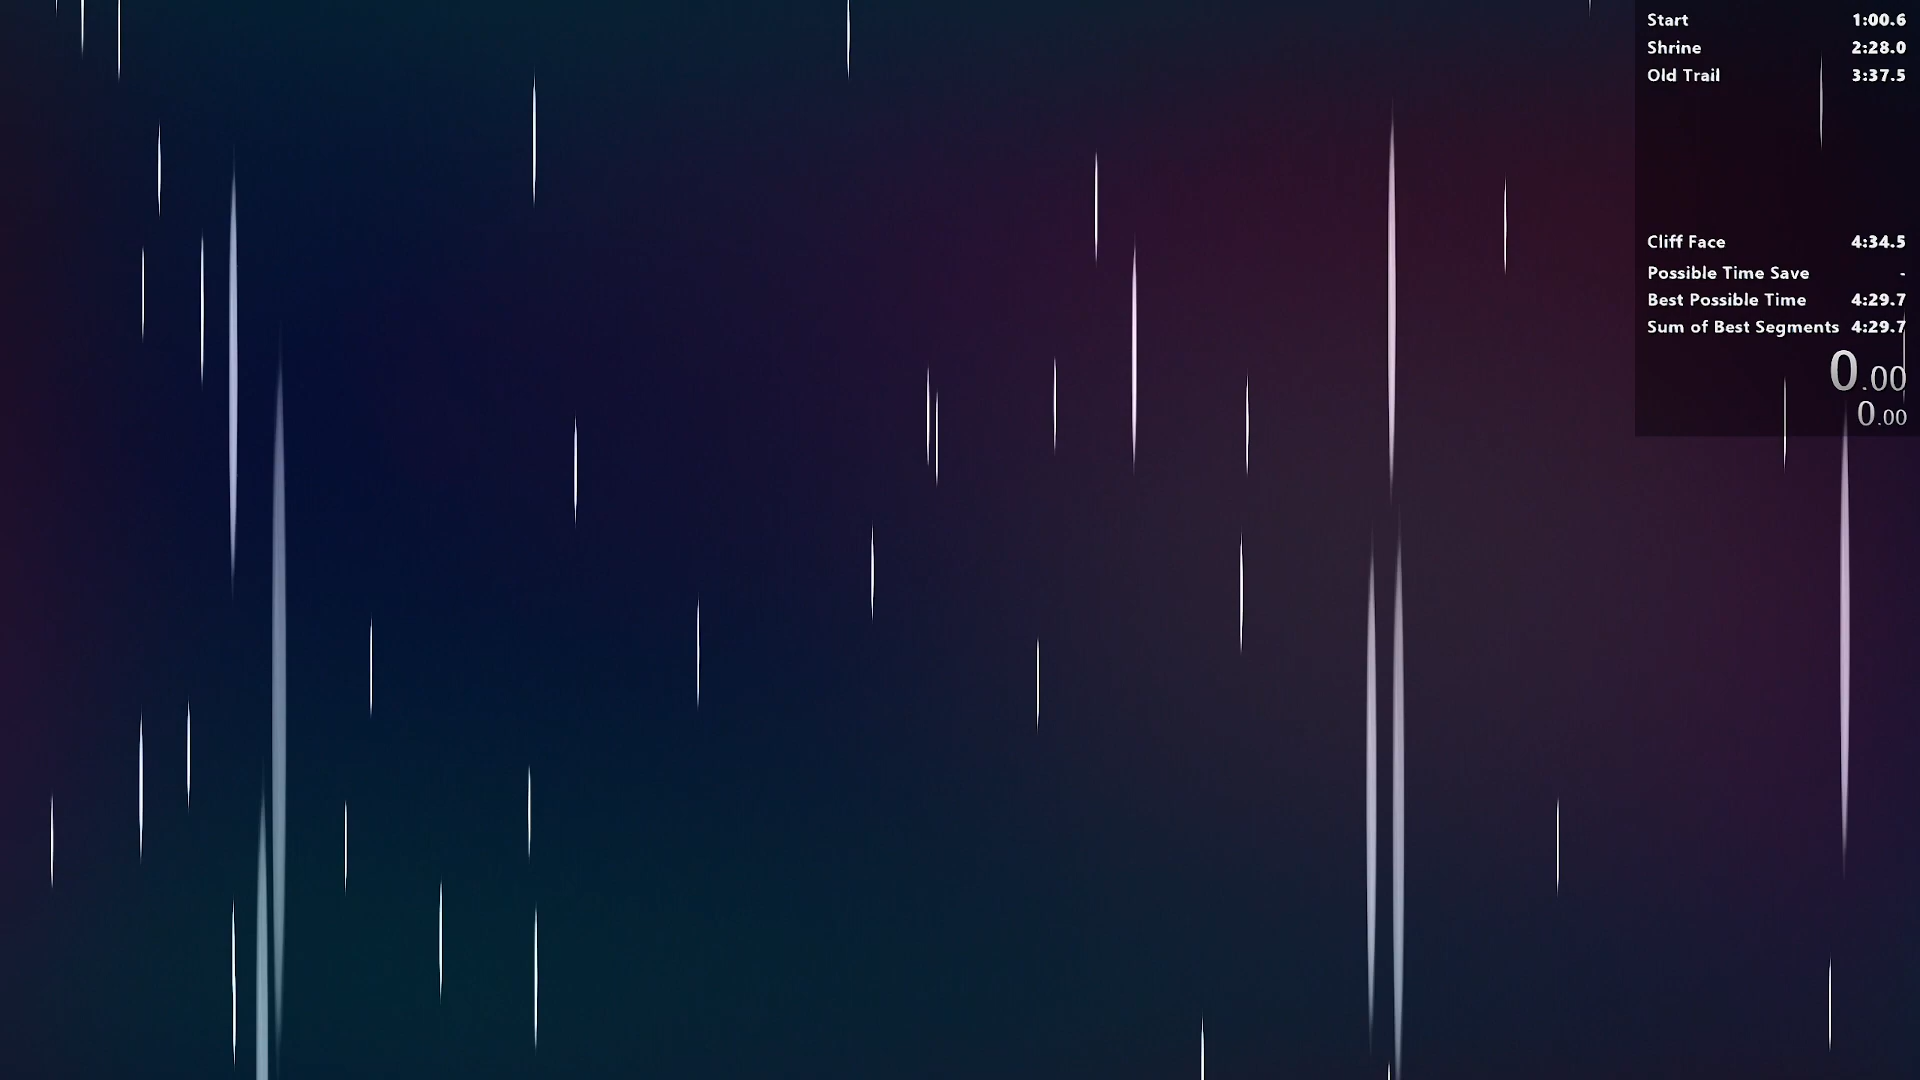 Start 1:00.6
Shrine 2:28.0
Old Trail 3:37.5
Cliff Face 4:34.5
Possible Time Save -
Best Possible Time 4:29.7
Sum of Best Segments 4:29.7
0.00
0.00